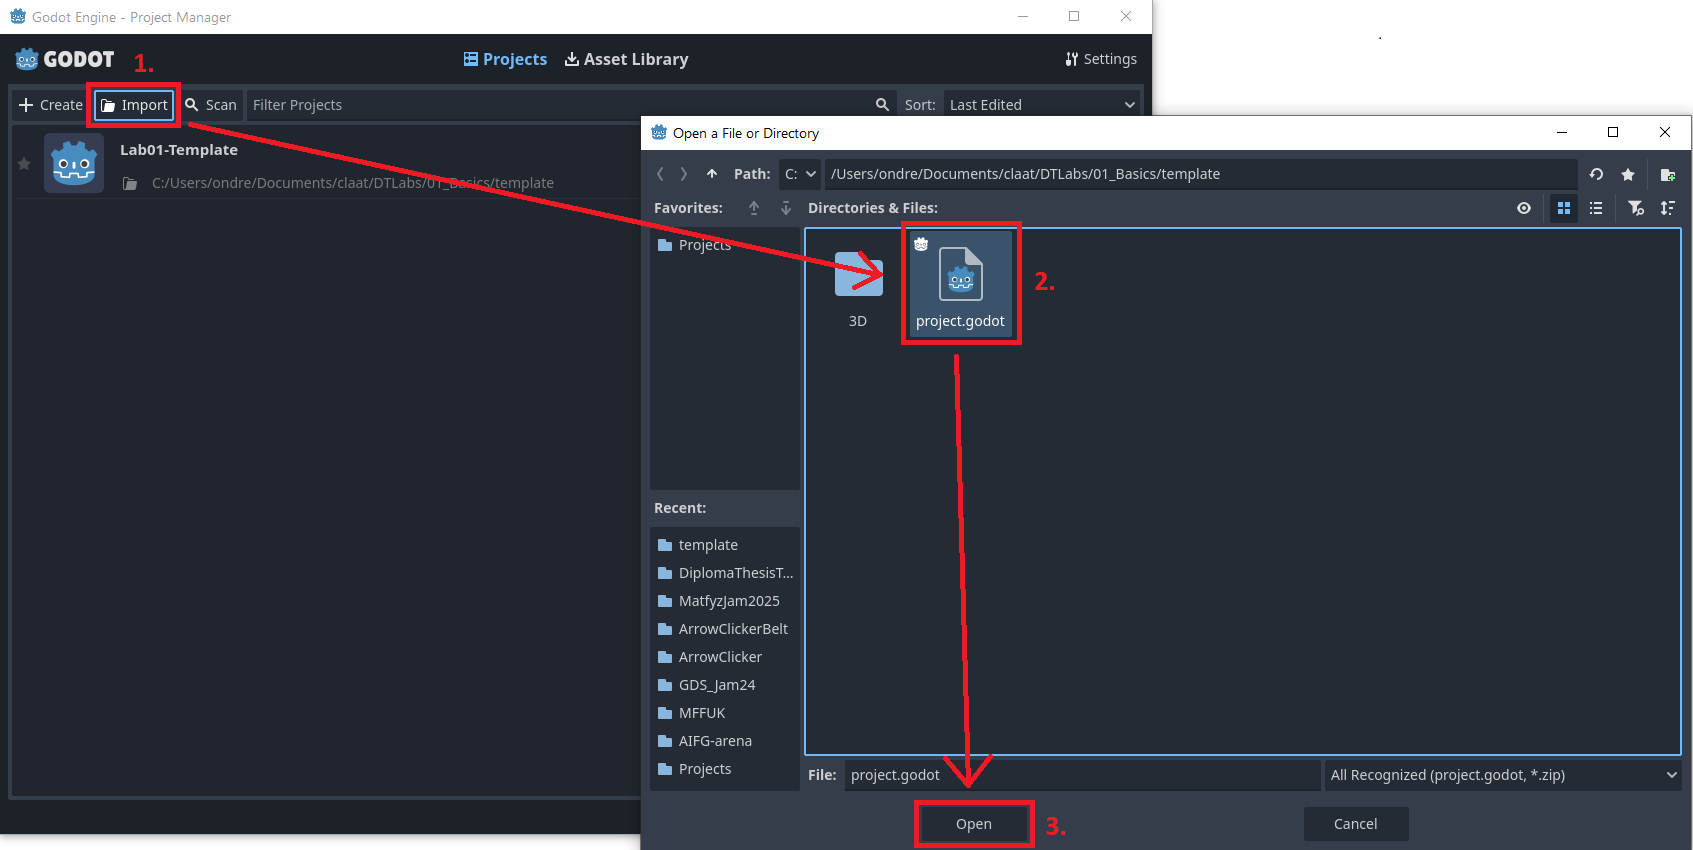 Godot Engine - Project Manager
GODOT
1.
Projects
Asset Library
Settings
Create
Import
Scan
Filter Projects
Sort:
Last Edited
Lab01-Template
C:/Users/ondre/Documents/claat/DTLabs/01_Basics/template
Open a File or Directory
Path:
C:
/Users/ondre/Documents/claat/DTLabs/01_Basics/template
Favorites:
Directories & Files:
Projects
3D
project.godot
2.
Recent:
template
DiplomaThesisT...
MatfyzJam2025
ArrowClickerBelt
ArrowClicker
GDS_Jam24
MFFUK
AIFG-arena
Projects
File:
project.godot
All Recognized (project.godot, *.zip)
Open
3.
Cancel